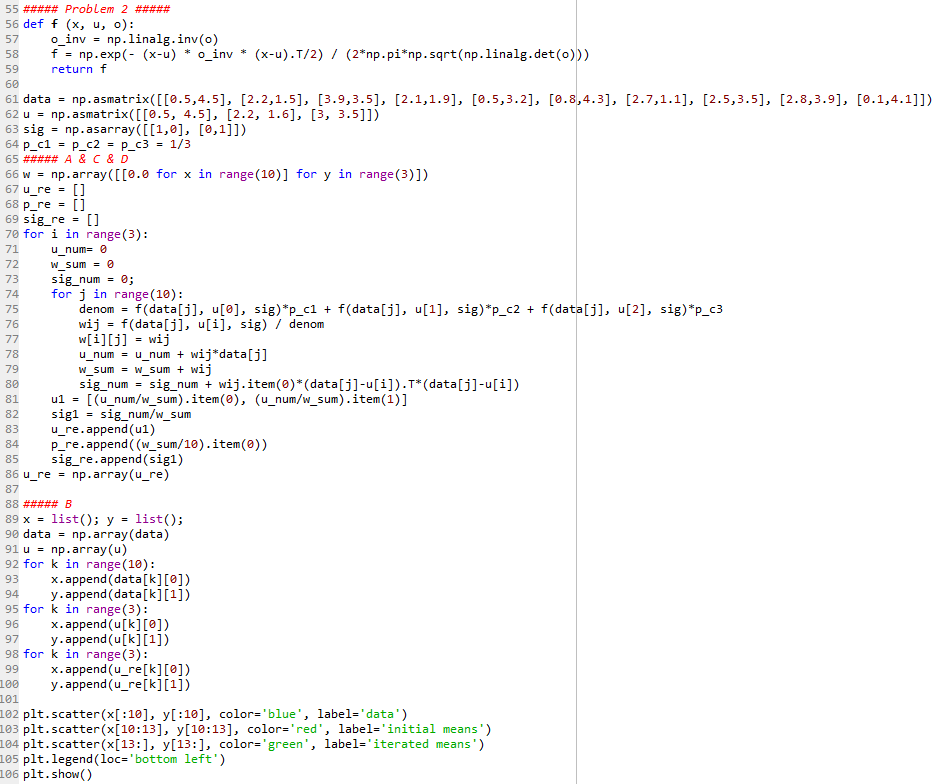 55 ##### Problem 2 #####
56 def f (x, u, o):
57     o_inv = np.linalg.inv(o)
58     f = np.exp(- (x-u) * o_inv * (x-u).T/2) / (2*np.pi*np.sqrt(np.linalg.det(o)))
59     return f
60
61 data = np.asmatrix([[0.5,4.5], [2.2,1.5], [3.9,3.5], [2.1,1.9], [0.5,3.2], [0.8,4.3], [2.7,1.1], [2.5,3.5], [2.8,3.9], [0.1,4.1]])
62 u = np.asmatrix([[0.5, 4.5], [2.2, 1.6], [3, 3.5]])
63 sig = np.asarray([[1,0], [0,1]])
64 p_c1 = p_c2 = p_c3 = 1/3
65 ##### A & C & D
66 w = np.array([[0.0 for x in range(10)] for y in range(3)])
67 u_re = []
68 p_re = []
69 sig_re = []
70 for i in range(3):
71     u_num= 0
72     w_sum = 0
73     sig_num = 0;
74     for j in range(10):
75         denom = f(data[j], u[0], sig)*p_c1 + f(data[j], u[1], sig)*p_c2 + f(data[j], u[2], sig)*p_c3
76         wij = f(data[j], u[i], sig) / denom
77         w[i][j] = wij
78         u_num = u_num + wij*data[j]
79         w_sum = w_sum + wij
80         sig_num = sig_num + wij.item(0)*(data[j]-u[i]).T*(data[j]-u[i])
81     u1 = [(u_num/w_sum).item(0), (u_num/w_sum).item(1)]
82     sig1 = sig_num/w_sum
83     u_re.append(u1)
84     p_re.append((w_sum/10).item(0))
85     sig_re.append(sig1)
86 u_re = np.array(u_re)
87
88 ##### B
89 x = list(); y = list();
90 data = np.array(data)
91 u = np.array(u)
92 for k in range(10):
93     x.append(data[k][0])
94     y.append(data[k][1])
95 for k in range(3):
96     x.append(u[k][0])
97     y.append(u[k][1])
98 for k in range(3):
99     x.append(u_re[k][0])
100     y.append(u_re[k][1])
101
102 plt.scatter(x[:10], y[:10], color='blue', label='data')
103 plt.scatter(x[10:13], y[10:13], color='red', label='initial means')
104 plt.scatter(x[13:], y[13:], color='green', label='iterated means')
105 plt.legend(loc='bottom left')
106 plt.show()